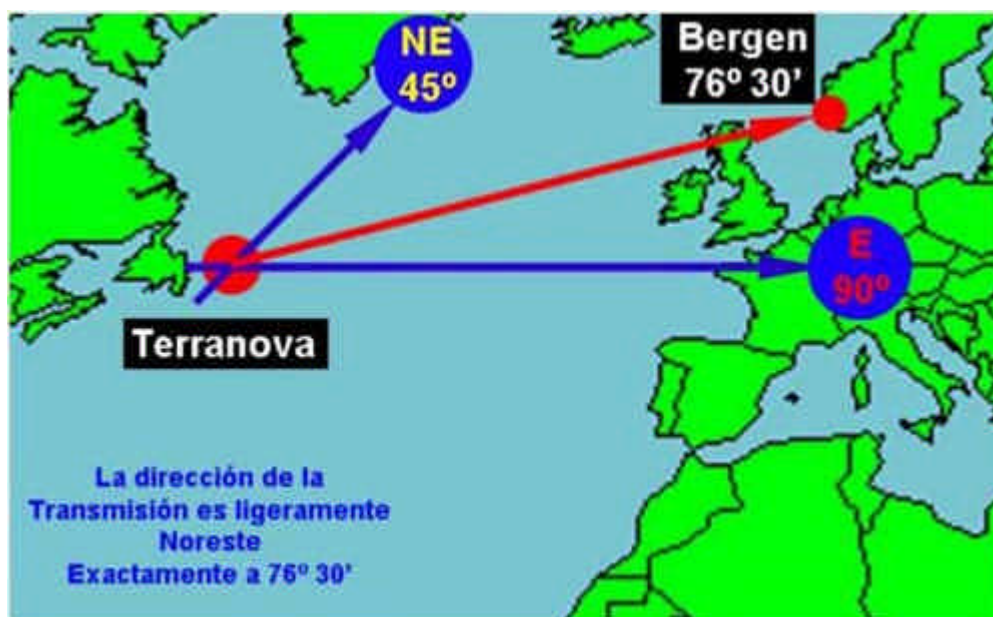 NE
45º
Bergen
76º 30'
E
90º
Terranova
La dirección de la
Transmisión es ligeramente
Noreste
Exactamente a 76º 30'